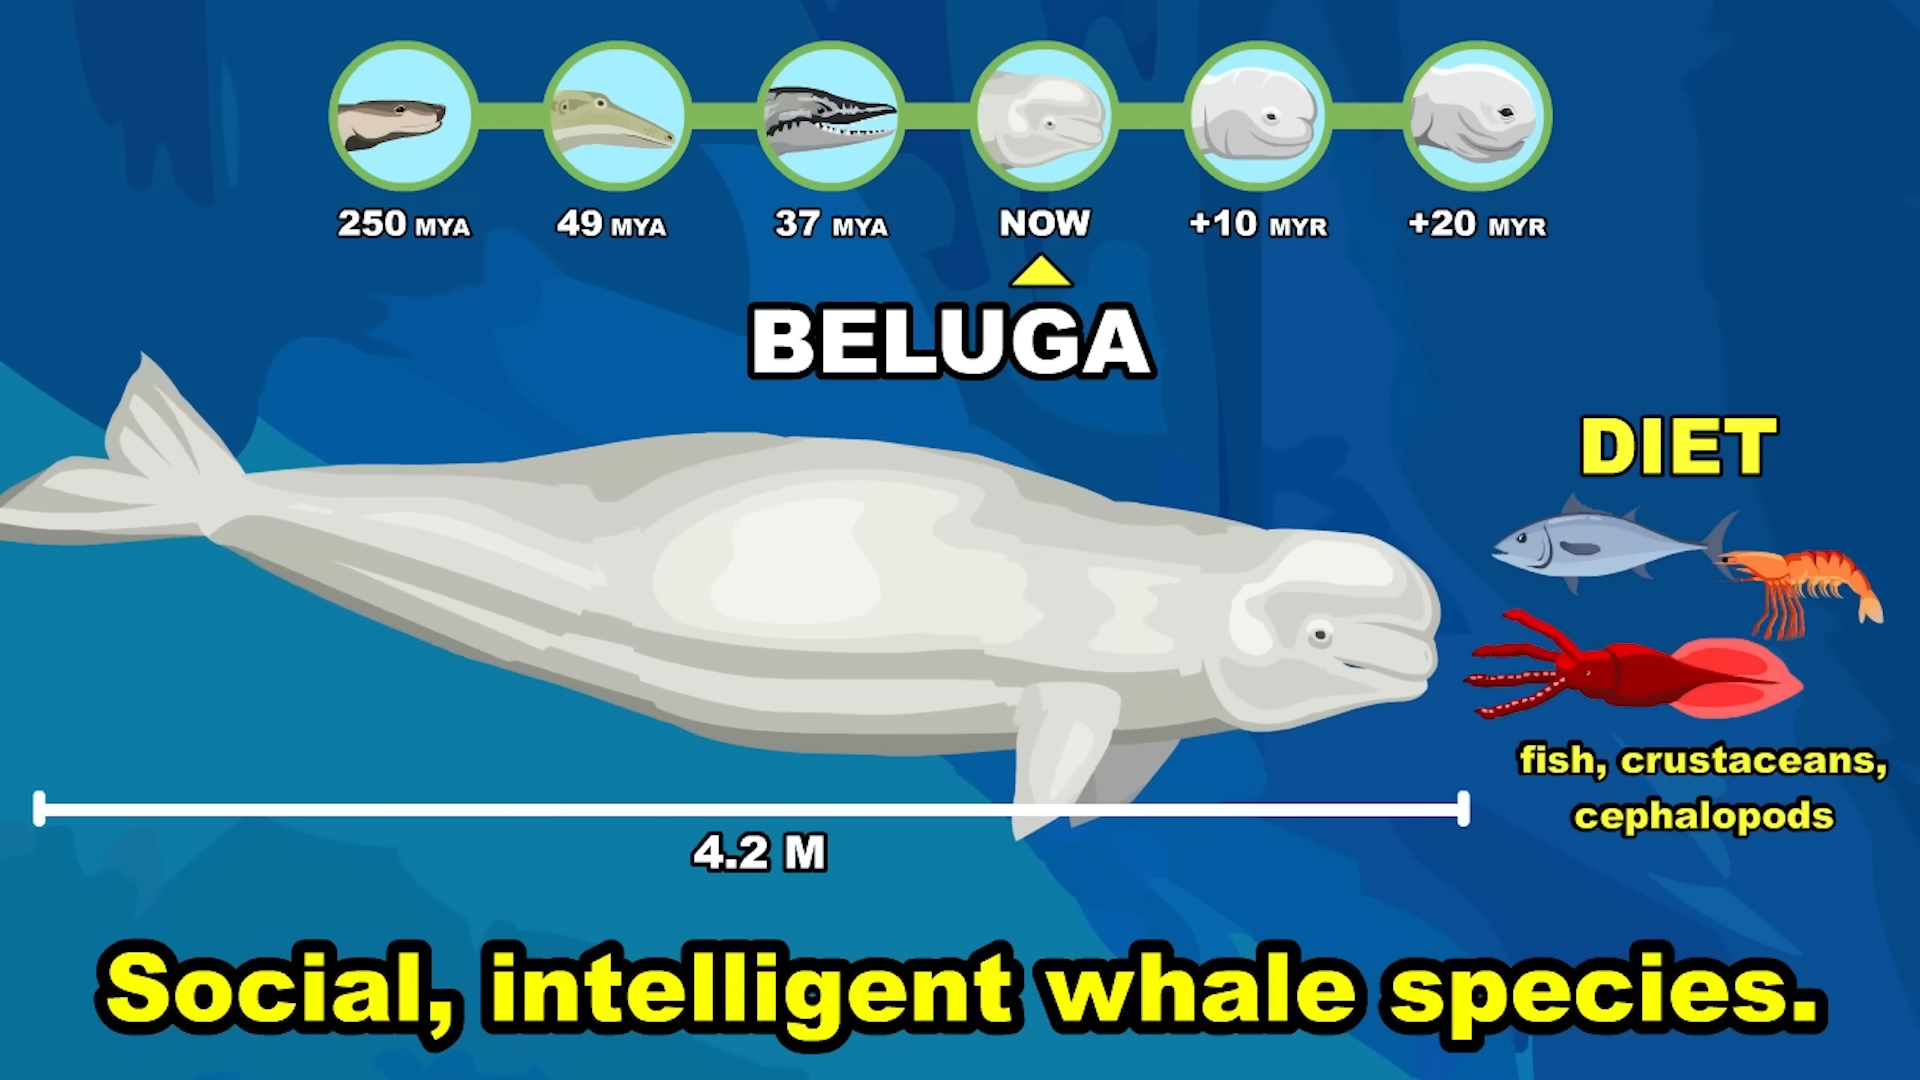 250 MYA
49 MYA
37 MYA
NOW
+10 MYR
+20 MYR
BELUGA
DIET
fish, crustaceans,
cephalopods
4.2 M
Social, intelligent whale species.